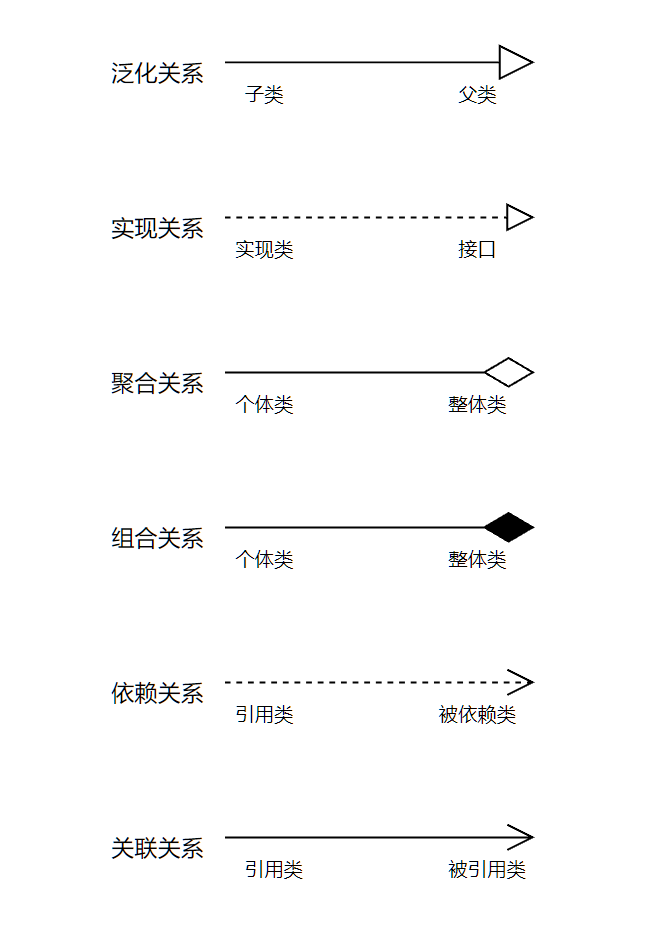 泛化关系
子类 父类
实现关系
实现类 接口
聚合关系
个体类 整体类
组合关系
个体类 整体类
依赖关系
引用类 被依赖类
关联关系
引用类 被引用类